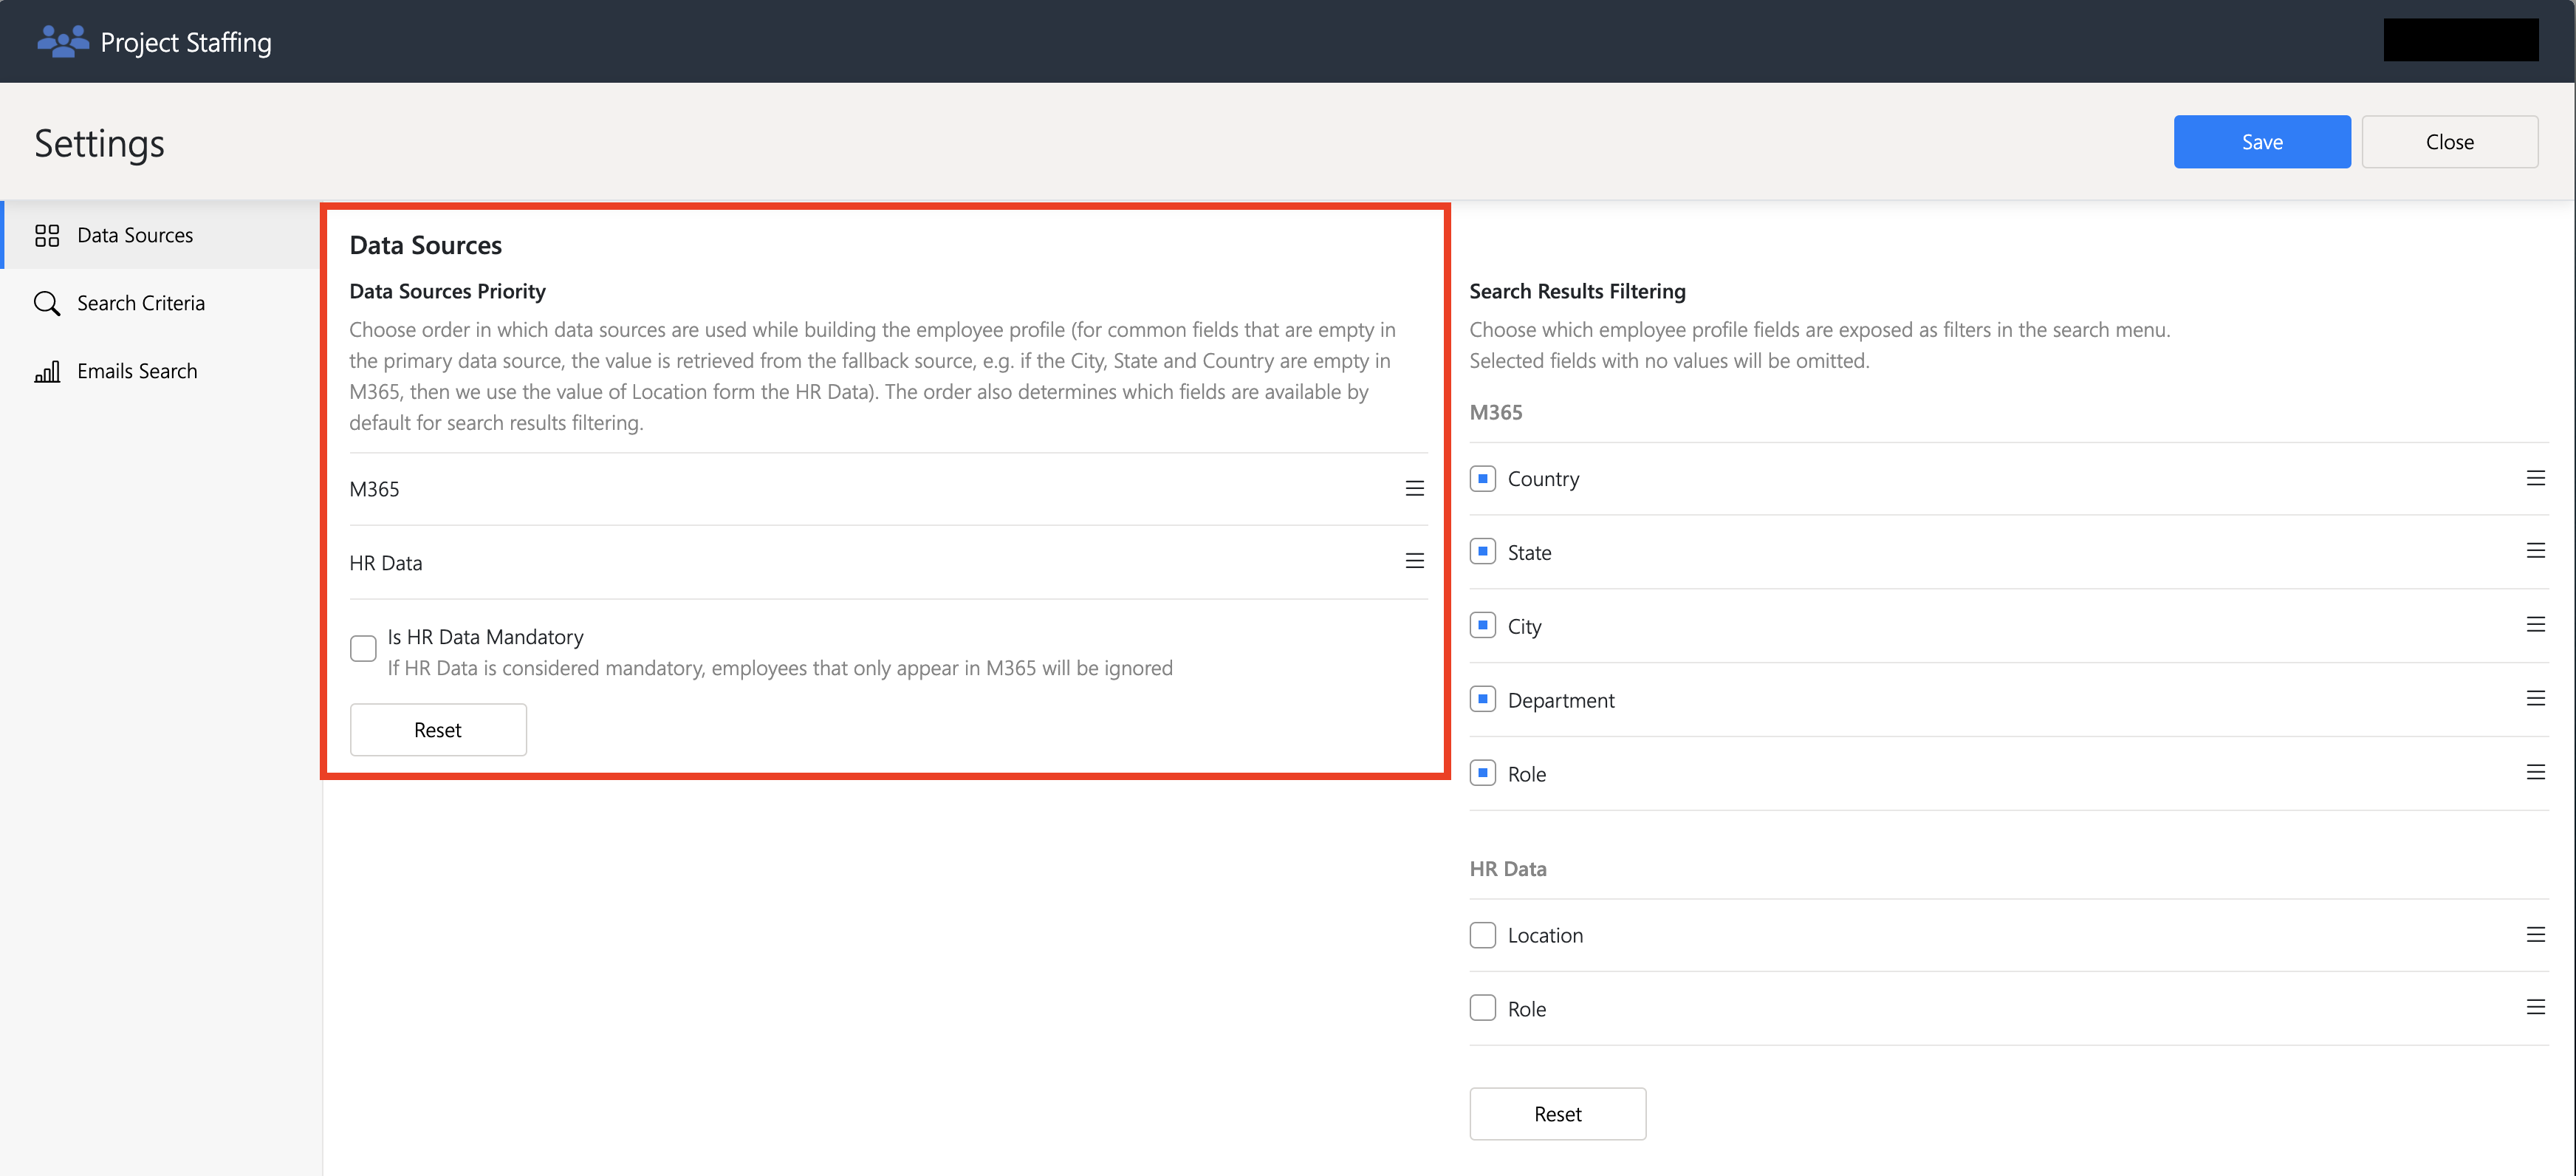 Project Staffing
Settings
Save
Close
Data Sources
Search Criteria
Emails Search
Data Sources
Data Sources Priority
Choose order in which data sources are used while building the employee profile (for common fields that are empty in
the primary data source, the value is retrieved from the fallback source, e.g. if the City, State and Country are empty in
M365, then we use the value of Location form the HR Data). The order also determines which fields are available by
default for search results filtering.
M365
HR Data
Is HR Data Mandatory
If HR Data is considered mandatory, employees that only appear in M365 will be ignored
Reset
Search Results Filtering
Choose which employee profile fields are exposed as filters in the search menu.
Selected fields with no values will be omitted.
M365
Country
State
City
Department
Role
HR Data
Location
Role
Reset